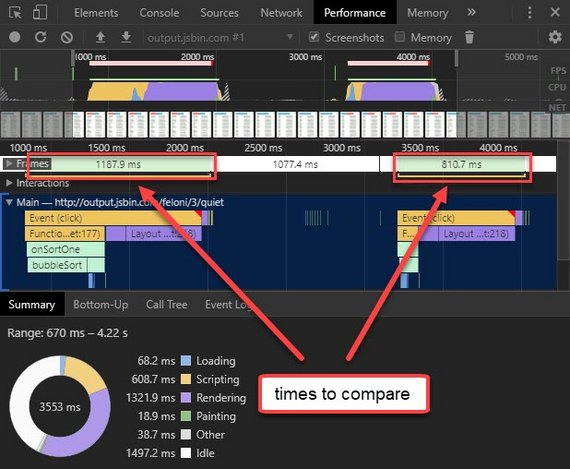 Elements Console Sources Network Performance Memory »
output.jsbin.com #1 Screenshots Memory
1000 ms 2000 ms 3000 ms 4000 ms 5000 ms
FPS
CPU
NET
1000 ms 1500 ms 2000 ms 2500 ms 3000 ms 3500 ms 4000 ms
Frames 1187.9 ms 1077.4 ms 810.7 ms
Interactions
Main — http://output.jsbin.com/feloni/3/quiet
Event (click) Event (click)
Functio...et:177) Layout ...t:218) F... Layout ...t:218)
onSortOne
bubbleSort
Summary Bottom-Up Call Tree Event Log
Range: 670 ms – 4.22 s
68.2 ms Loading
608.7 ms Scripting
3553 ms 1321.9 ms Rendering
18.9 ms Painting
38.7 ms Other
1497.2 ms Idle
times to compare